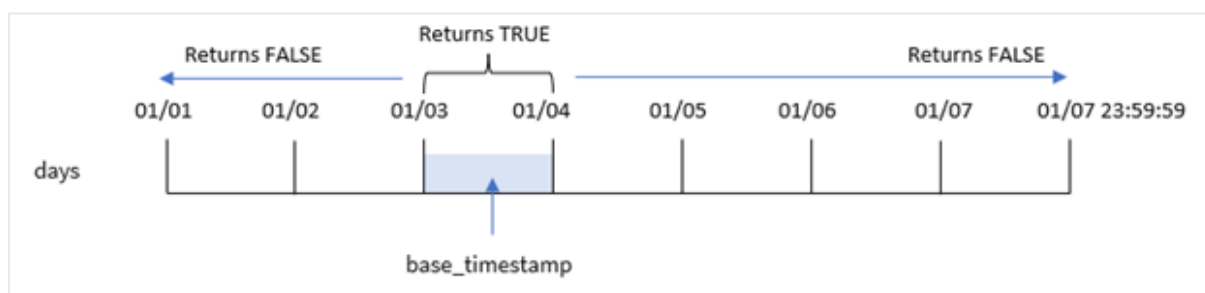 Returns TRUE
Returns FALSE Returns FALSE
01/01 01/02 01/03 01/04 01/05 01/06 01/07 01/07 23:59:59
days
base_timestamp